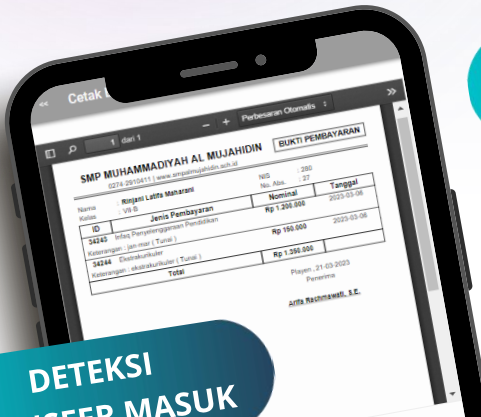 <<
Cetak
1 dari 1
Perbesaran Otomatis
>>
SMP MUHAMMADIYAH AL MUJAHIDIN
0274-2910411 | www.smpalmujahidin.sch.id
BUKTI PEMBAYARAN
Nama : Rinjani Latifa Maharani
Kelas : VII-B
NIS : 280
No. Abs. : 27
ID Jenis Pembayaran Nominal Tanggal
34243 Infaq Penyelenggaraan Pendidikan Rp 1.200.000 2023-03-06
Keterangan : jan-mar ( Tunai )
34244 Ekstrakurikuler Rp 150.000 2023-03-06
Keterangan : ekstrakurikuler ( Tunai )
Total Rp 1.350.000
Playen , 21-03-2023
Penerima
Arifa Rachmawati, S.E.
DETEKSI
MASUK